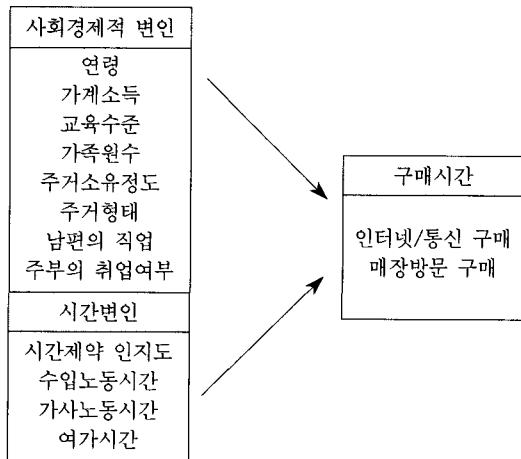 사회경제적 변인
연령
가계소득
교육수준
가족원수
주거소유정도
주거형태
남편의 직업
주부의 취업여부
시간변인
시간제약 인지도
수입노동시간
가사노동시간
여가시간
구매시간
인터넷/통신 구매
매장방문 구매